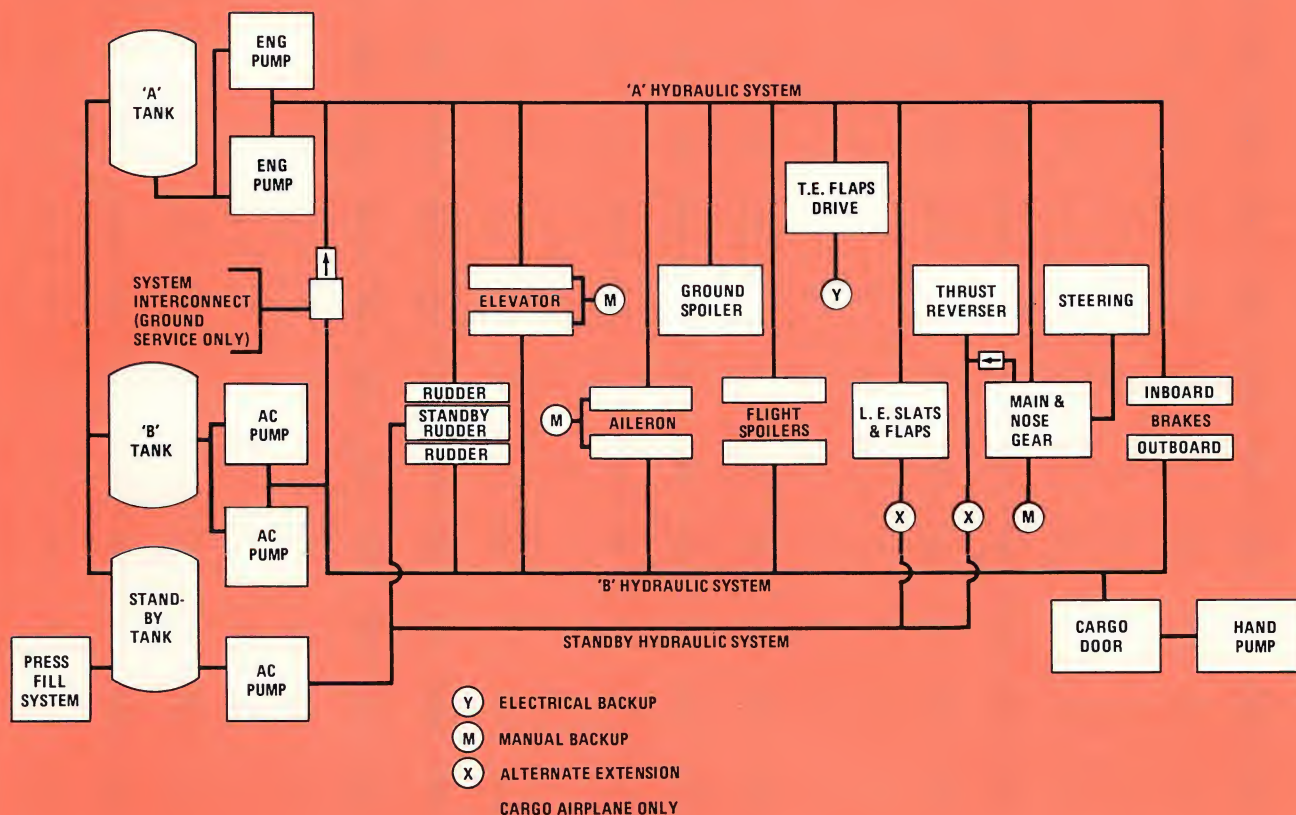 'A'
TANK
ENG
PUMP
ENG
PUMP
'A' HYDRAULIC SYSTEM
SYSTEM
INTERCONNECT
(GROUND
SERVICE ONLY)
'B'
TANK
AC
PUMP
AC
PUMP
STAND-
BY
TANK
PRESS
FILL
SYSTEM
AC
PUMP
RUDDER
STANDBY
RUDDER
RUDDER
ELEVATOR
M
M
AILERON
GROUND
SPOILER
FLIGHT
SPOILERS
T.E. FLAPS
DRIVE
Y
L. E. SLATS
& FLAPS
X
THRUST
REVERSER
X
STEERING
MAIN &
NOSE
GEAR
M
INBOARD
BRAKES
OUTBOARD
'B' HYDRAULIC SYSTEM
STANDBY HYDRAULIC SYSTEM
CARGO
DOOR
HAND
PUMP
Y ELECTRICAL BACKUP
M MANUAL BACKUP
X ALTERNATE EXTENSION
CARGO AIRPLANE ONLY